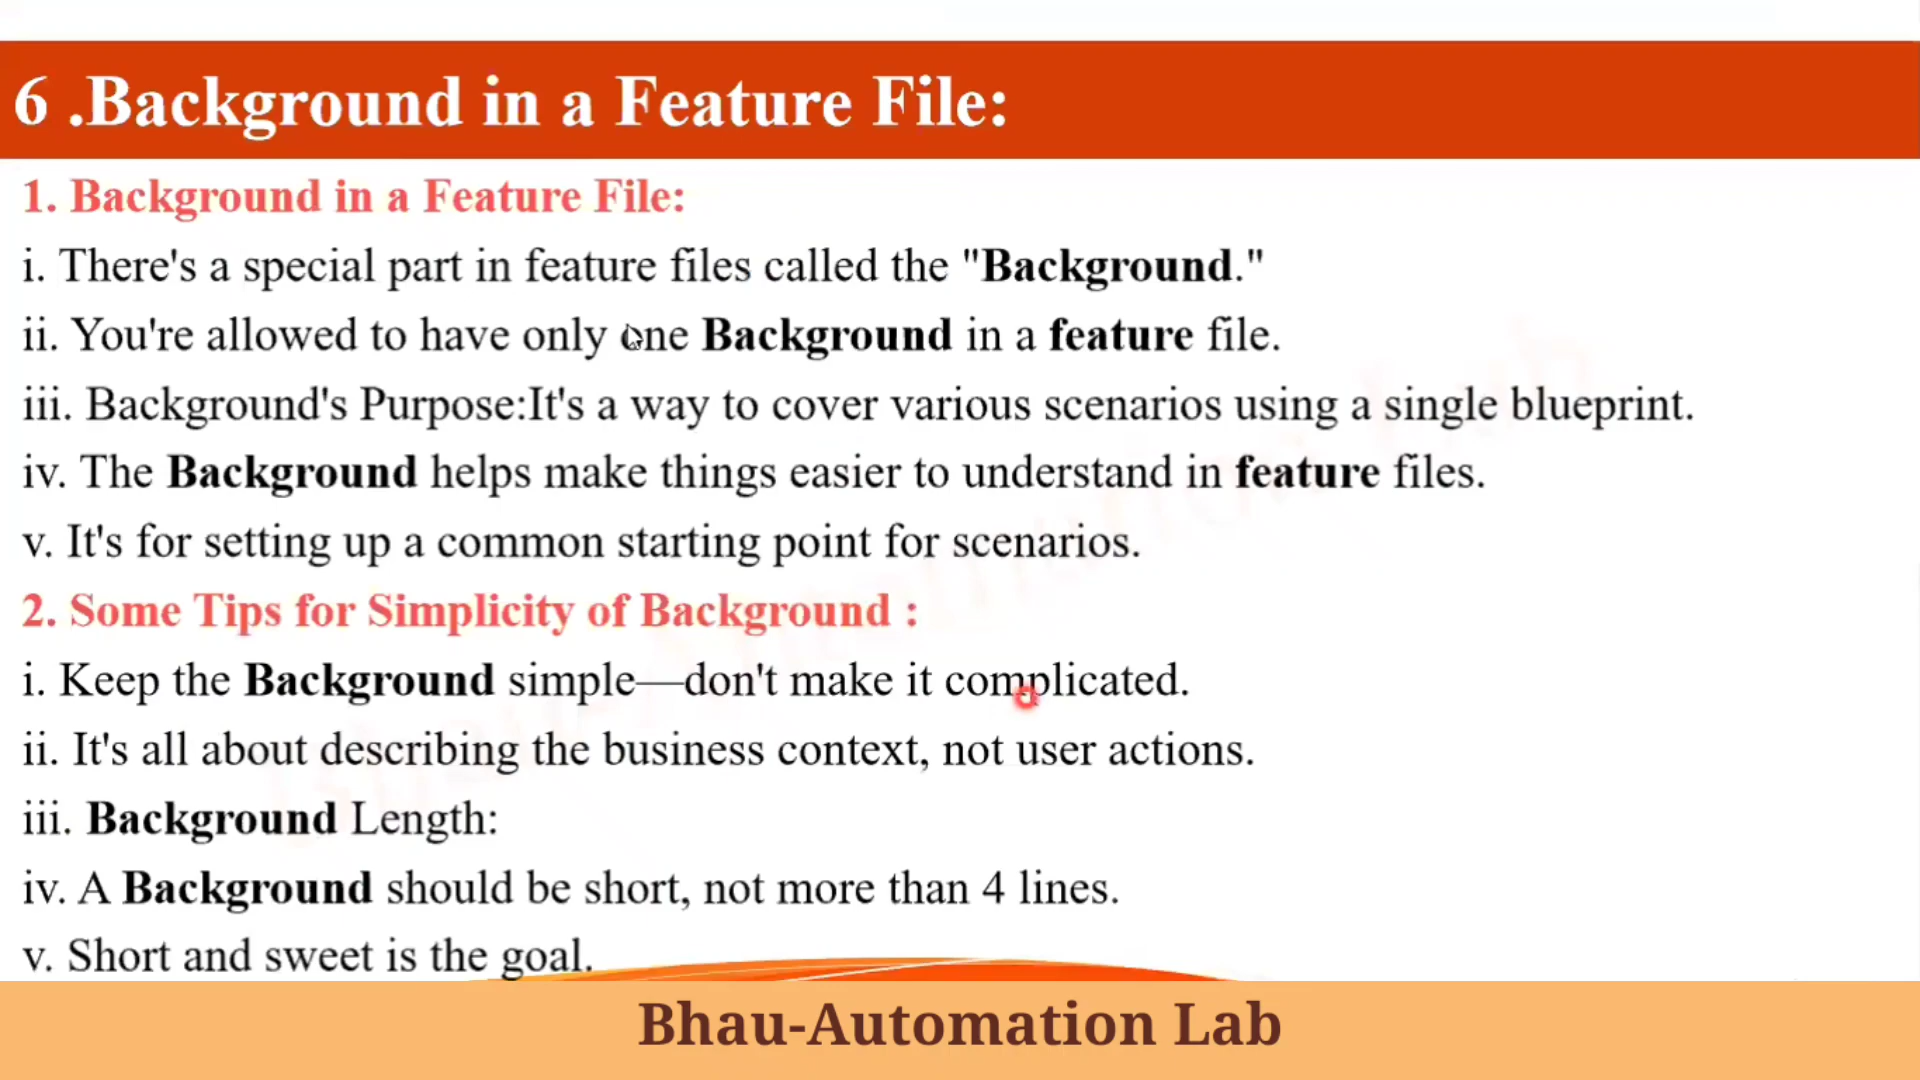 6 .Background in a Feature File:
1. Background in a Feature File:
i. There's a special part in feature files called the "Background."
ii. You're allowed to have only one Background in a feature file.
iii. Background's Purpose:It's a way to cover various scenarios using a single blueprint.
iv. The Background helps make things easier to understand in feature files.
v. It's for setting up a common starting point for scenarios.
2. Some Tips for Simplicity of Background :
i. Keep the Background simple—don't make it complicated.
ii. It's all about describing the business context, not user actions.
iii. Background Length:
iv. A Background should be short, not more than 4 lines.
v. Short and sweet is the goal.
Bhau-Automation Lab